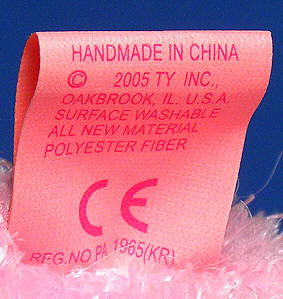 HANDMADE IN CHINA
© 2005 TY INC.,
OAKBROOK, IL. U.S.A.
SURFACE WASHABLE
ALL NEW MATERIAL
POLYESTER FIBER
CE
REG.NO PA. 1965(KR)